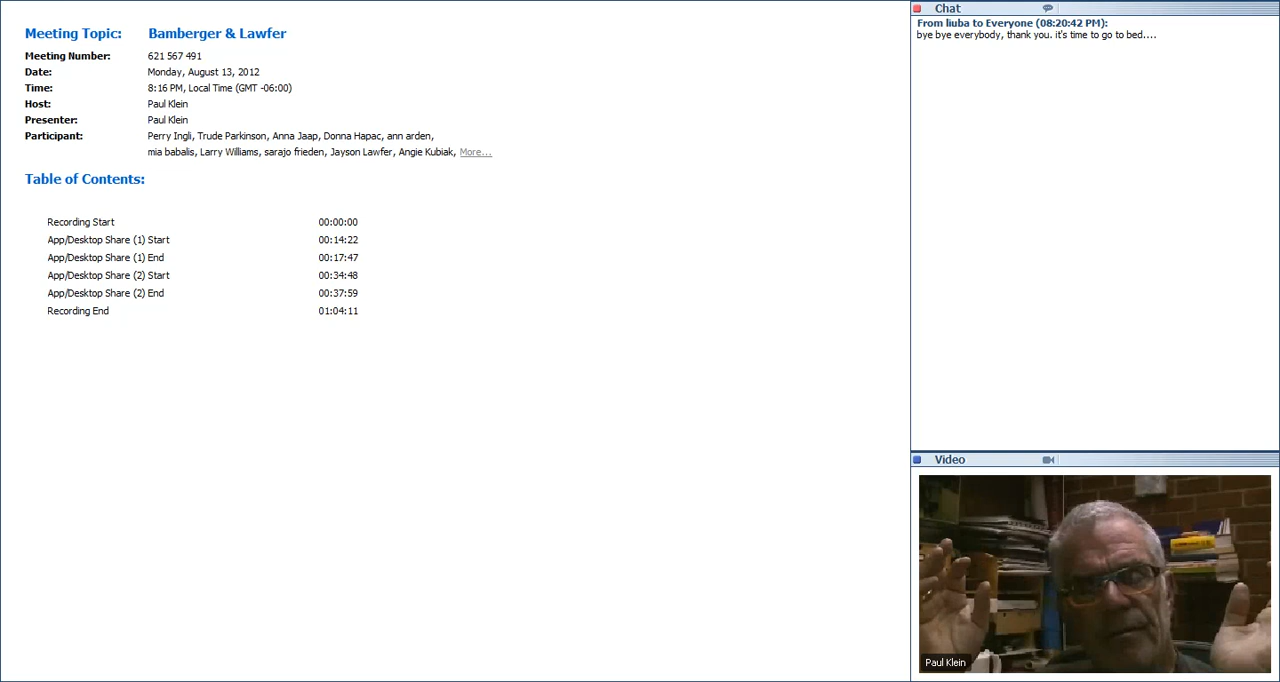 Meeting Topic: Bamberger & Lawfer
Meeting Number: 621 567 491
Date: Monday, August 13, 2012
Time: 8:16 PM, Local Time (GMT -06:00)
Host: Paul Klein
Presenter: Paul Klein
Participant: Perry Ingli, Trude Parkinson, Anna Jaap, Donna Hapac, ann arden,
mia babalis, Larry Williams, sarajo frieden, Jayson Lawfer, Angie Kubiak, More...
Table of Contents:
Recording Start 00:00:00
App/Desktop Share (1) Start 00:14:22
App/Desktop Share (1) End 00:17:47
App/Desktop Share (2) Start 00:34:48
App/Desktop Share (2) End 00:37:59
Recording End 01:04:11
Chat
From liuba to Everyone (08:20:42 PM):
bye bye everybody, thank you. it's time to go to bed....
Video
Paul Klein